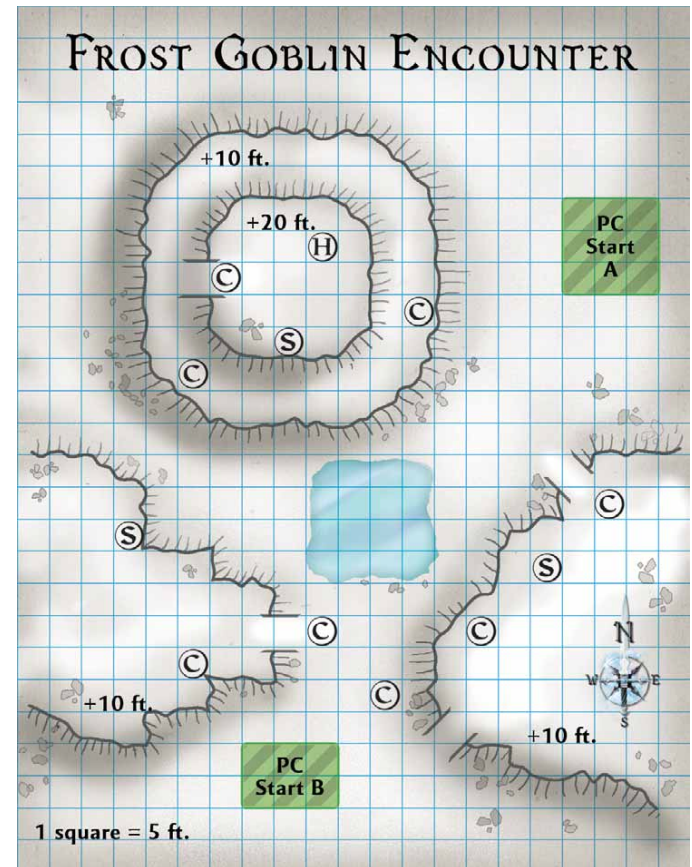 Frost Goblin Encounter
+10 ft.
+20 ft.
H
PC
Start
A
C
C
S
C
C
S
S
C
C
N
C
W
E
C
S
+10 ft.
+10 ft.
PC
Start B
1 square = 5 ft.